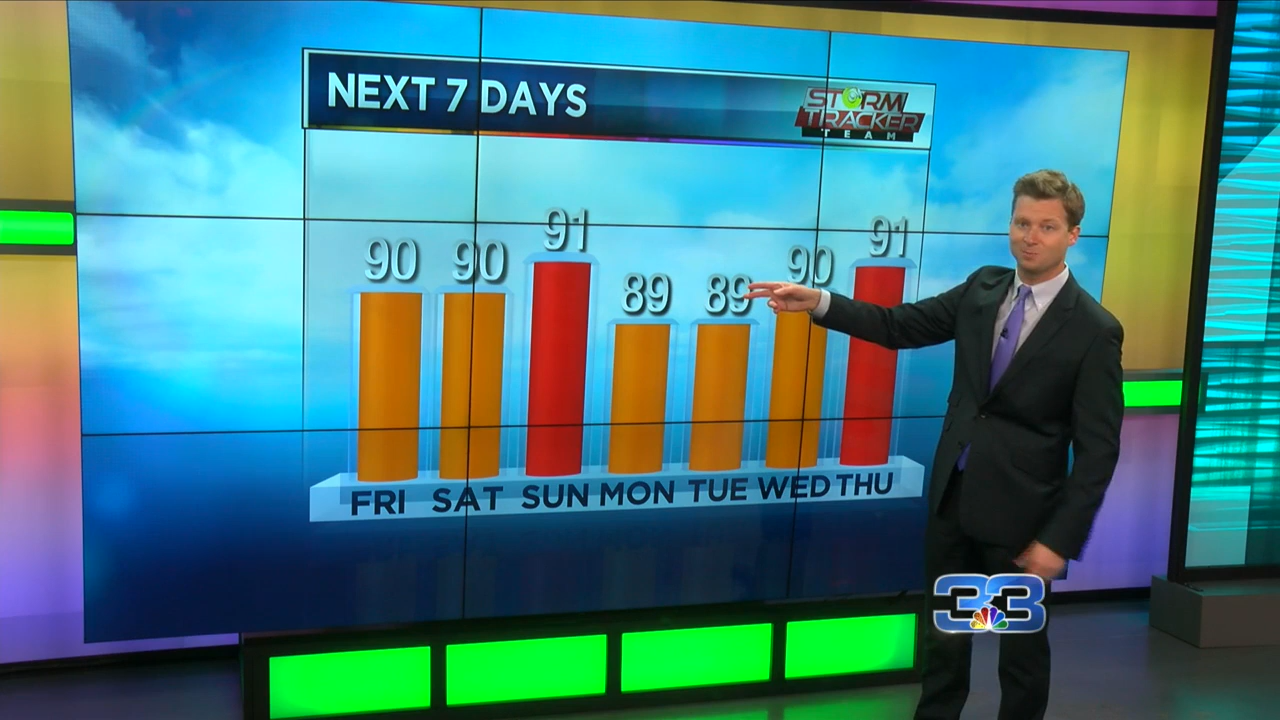 NEXT 7 DAYS
STORM
TRACKER
TEAM
90 90 91 89 89 90 91
FRI SAT SUN MON TUE WED THU
33